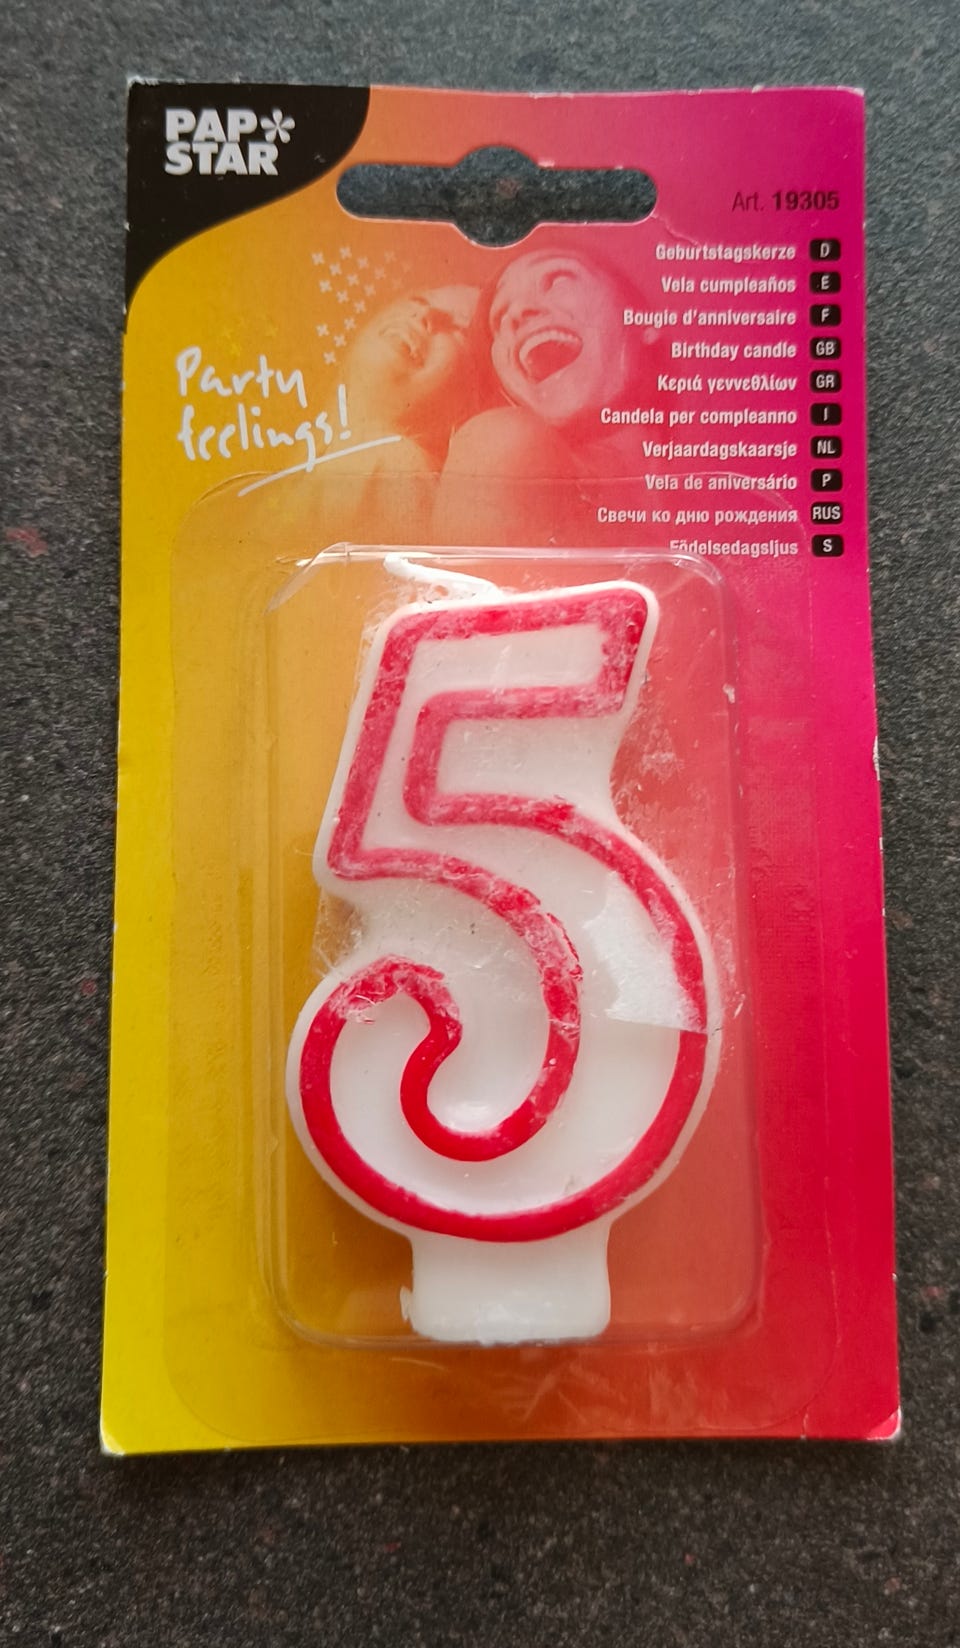 PAP*
STAR
Art. 19305
Geburtstagskerze D
Vela cumpleaños E
Bougie d'anniversaire F
Birthday candle GB
Κεριά γεννεθλίων GR
Candela per compleanno I
Verjaardagskaarsje NL
Vela de aniversário P
Свечи ко дню рождения RUS
Födelsedagsljus S
Party
feelings!
5